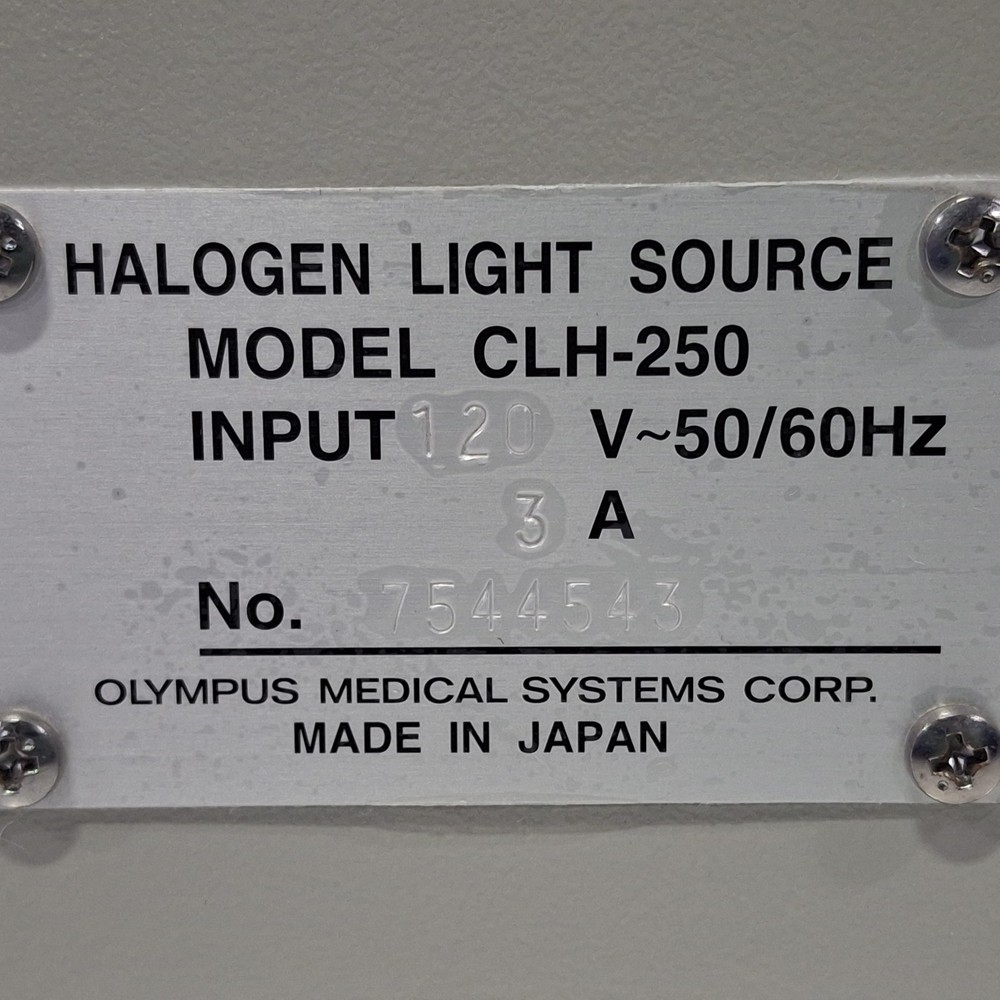 HALOGEN LIGHT SOURCE
MODEL CLH-250
INPUT 120 V~50/60Hz
3 A
No. 7544543
OLYMPUS MEDICAL SYSTEMS CORP.
MADE IN JAPAN